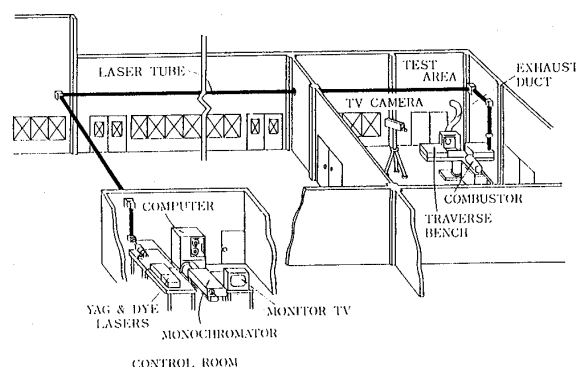 LASER TUBE
TEST
AREA
EXHAUST
DUCT
TV CAMERA
COMBUSTOR
TRAVERSE
BENCH
COMPUTER
YAG & DYE
LASERS
MONITOR TV
MONOCHROMATOR
CONTROL ROOM